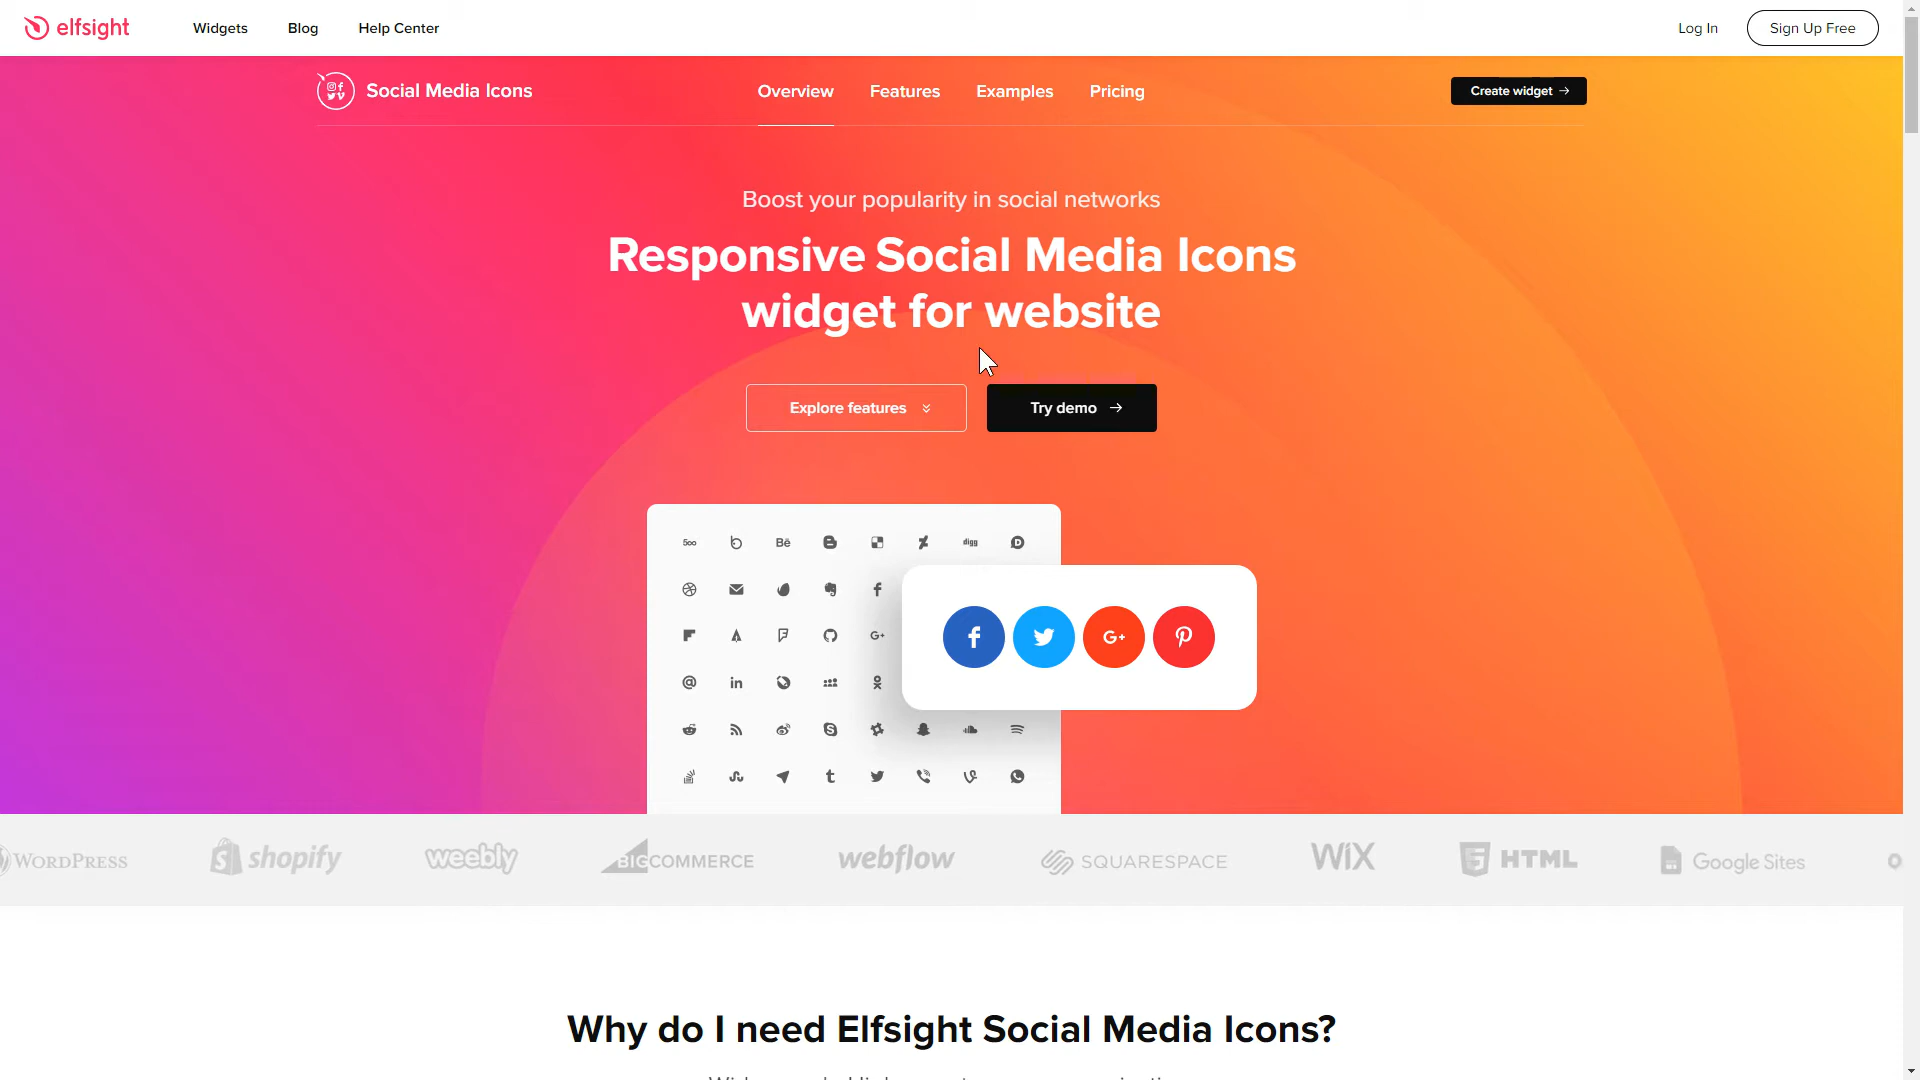 elfsight
Widgets
Blog
Help Center
Log In
Sign Up Free
Social Media Icons
Overview
Features
Examples
Pricing
Create widget
Boost your popularity in social networks
Responsive Social Media Icons
widget for website
Explore features
Try demo
500
Bē
digg
G+
in
G+
WORDPRESS
shopify
weebly
BIGCOMMERCE
webflow
SQUARESPACE
WiX
HTML
Google Sites
Why do I need Elfsight Social Media Icons?